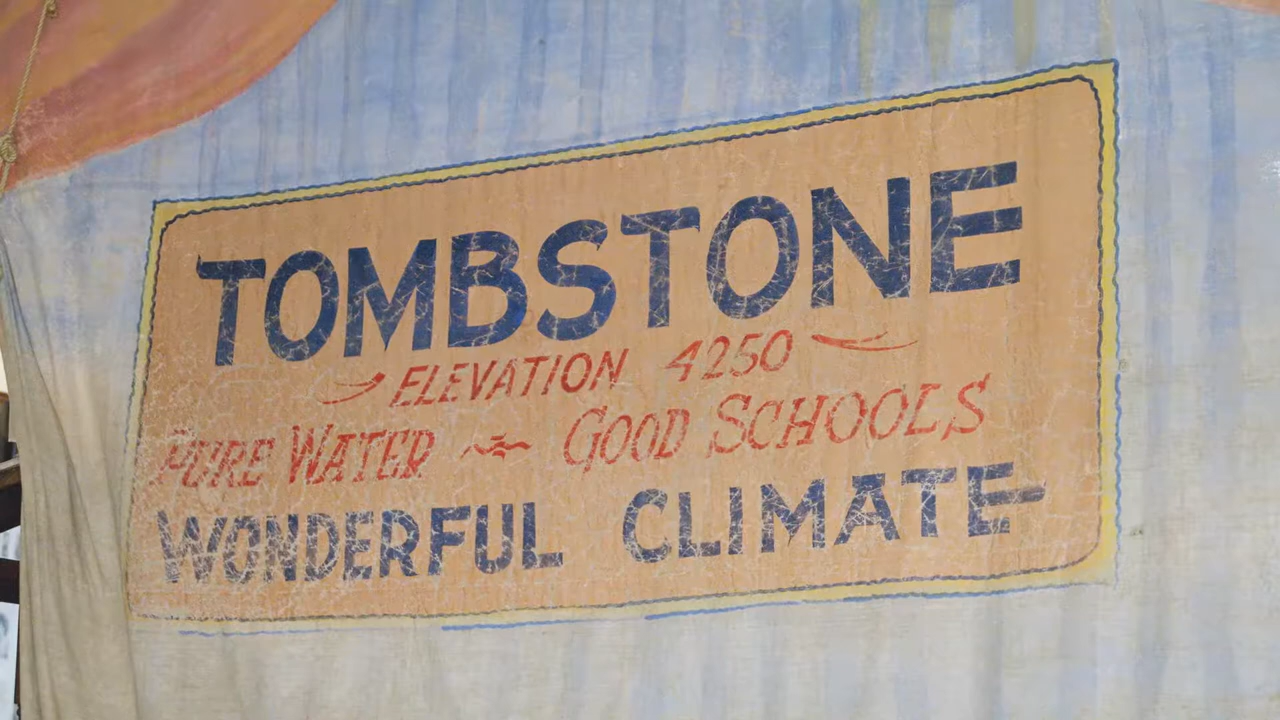 TOMBSTONE
ELEVATION 4250
PURE WATER ~ GOOD SCHOOLS
WONDERFUL CLIMATE